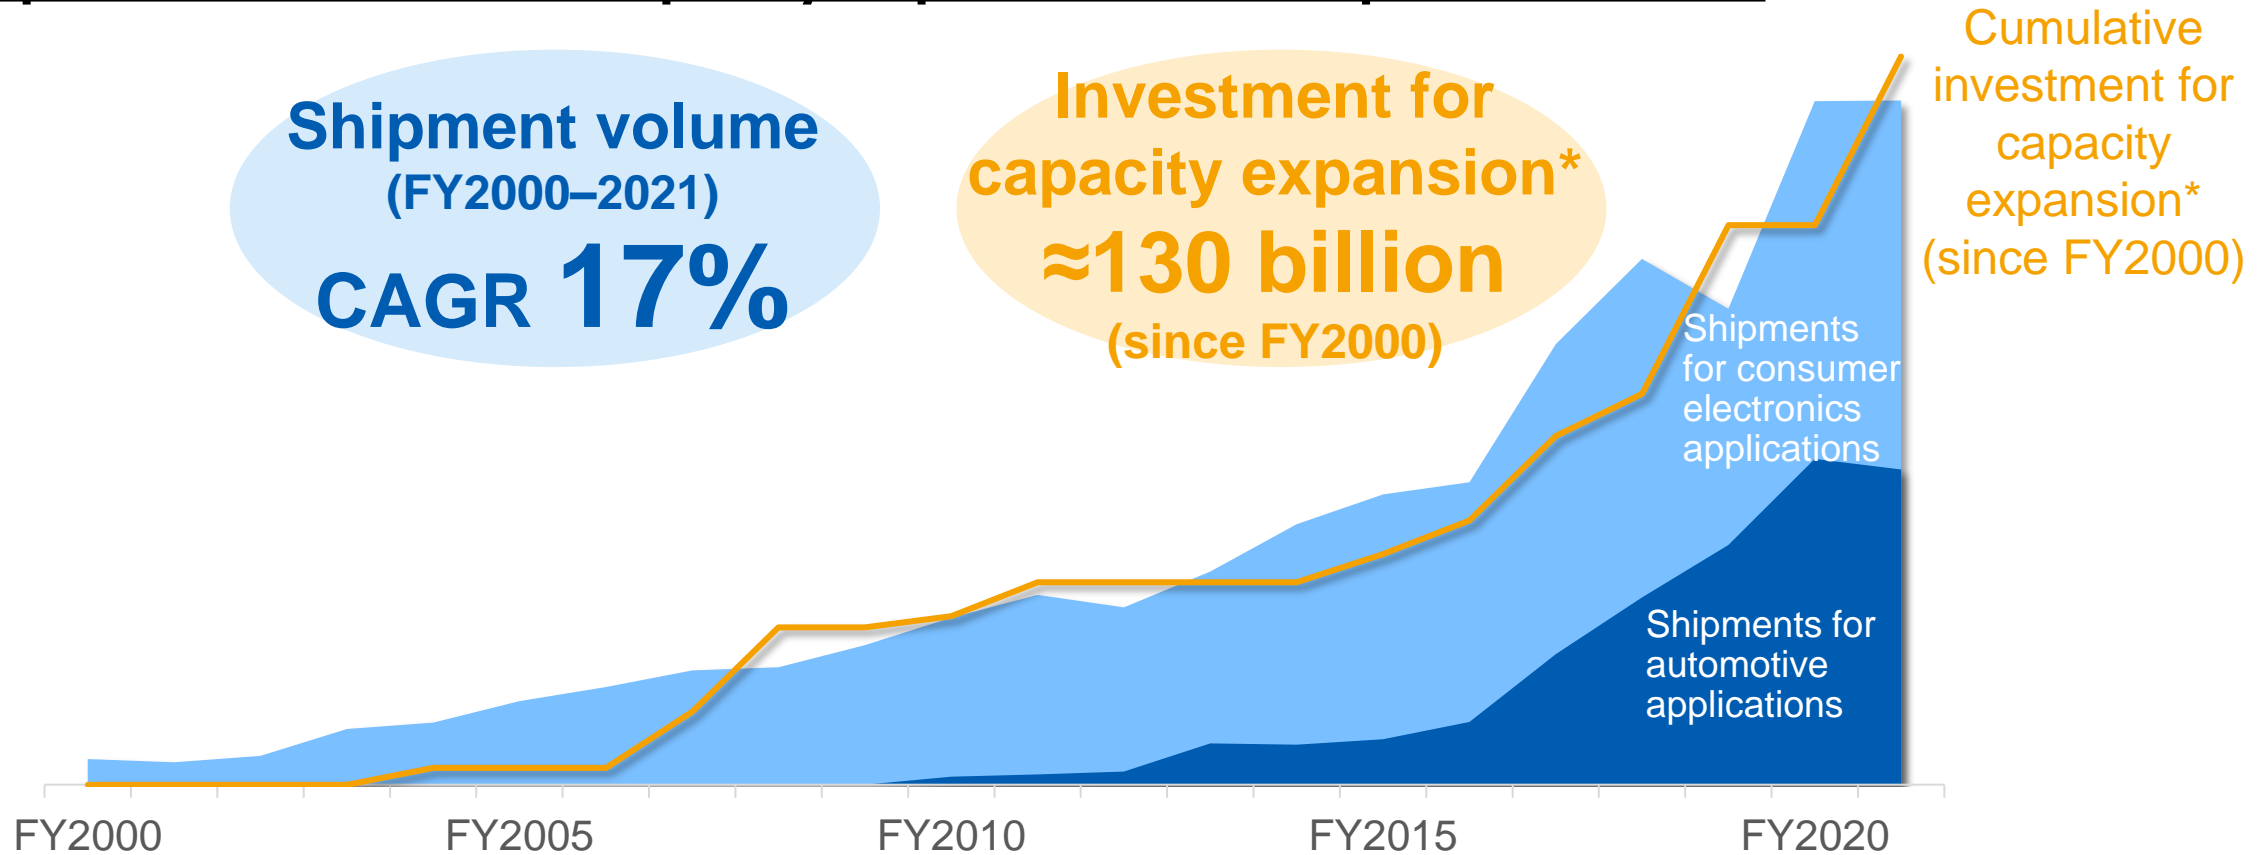 Shipment volume
(FY2000–2021)
CAGR 17%
Investment for
capacity expansion*
≈130 billion
(since FY2000)
Cumulative
investment for
capacity
expansion*
(since FY2000)
Shipments
for consumer
electronics
applications
Shipments for
automotive
applications
FY2000
FY2005
FY2010
FY2015
FY2020